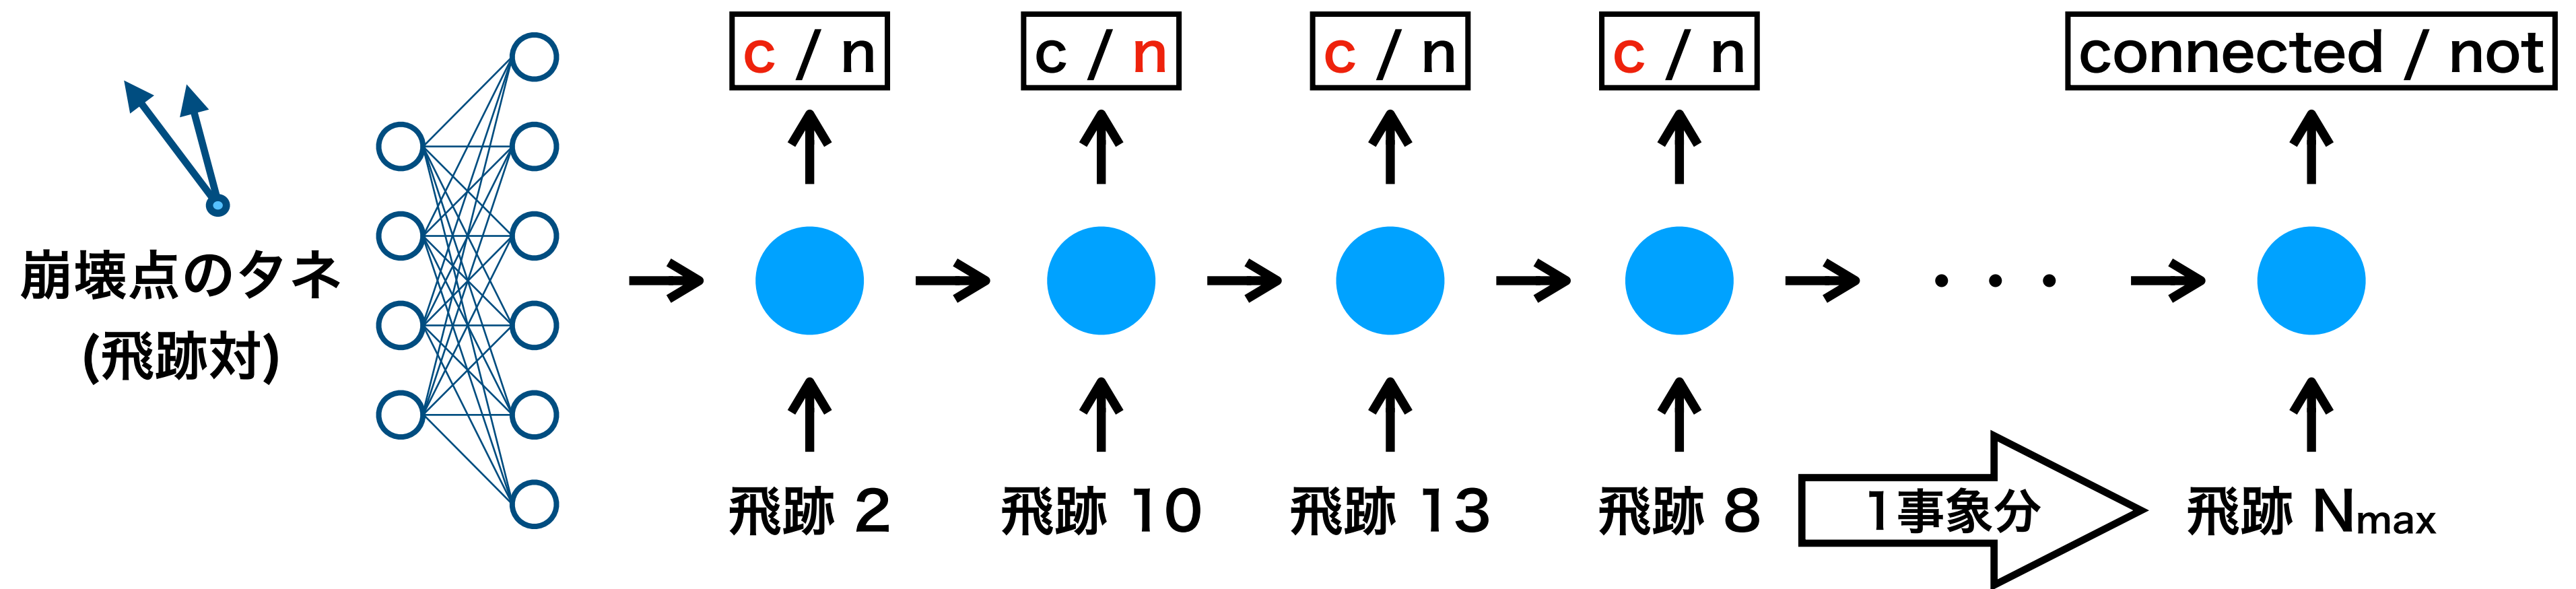 c / n
c / n
c / n
c / n
connected / not
崩壊点のタネ
(飛跡対)
飛跡 2
飛跡 10
飛跡 13
飛跡 8
1事象分
飛跡 Nmax